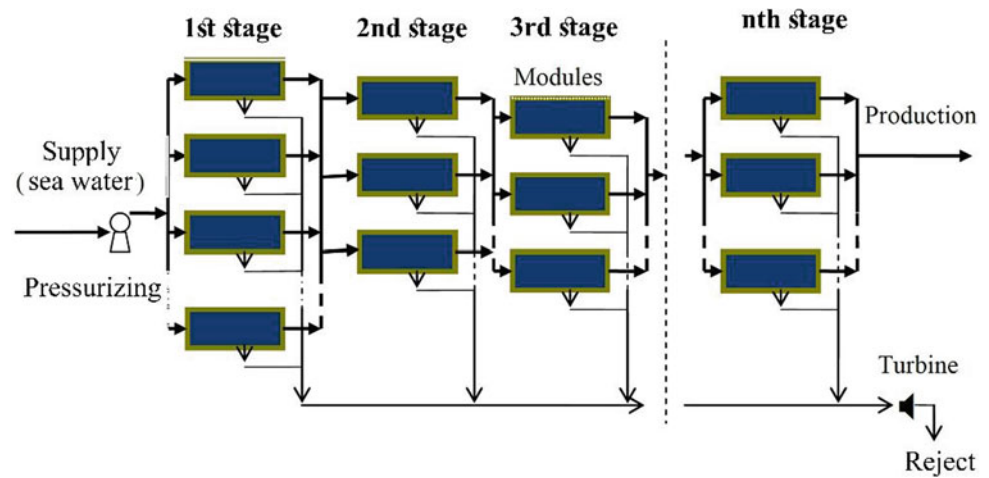 1st stage
2nd stage
3rd stage
nth stage
Modules
Production
Supply
(sea water)
Pressurizing
Turbine
Reject